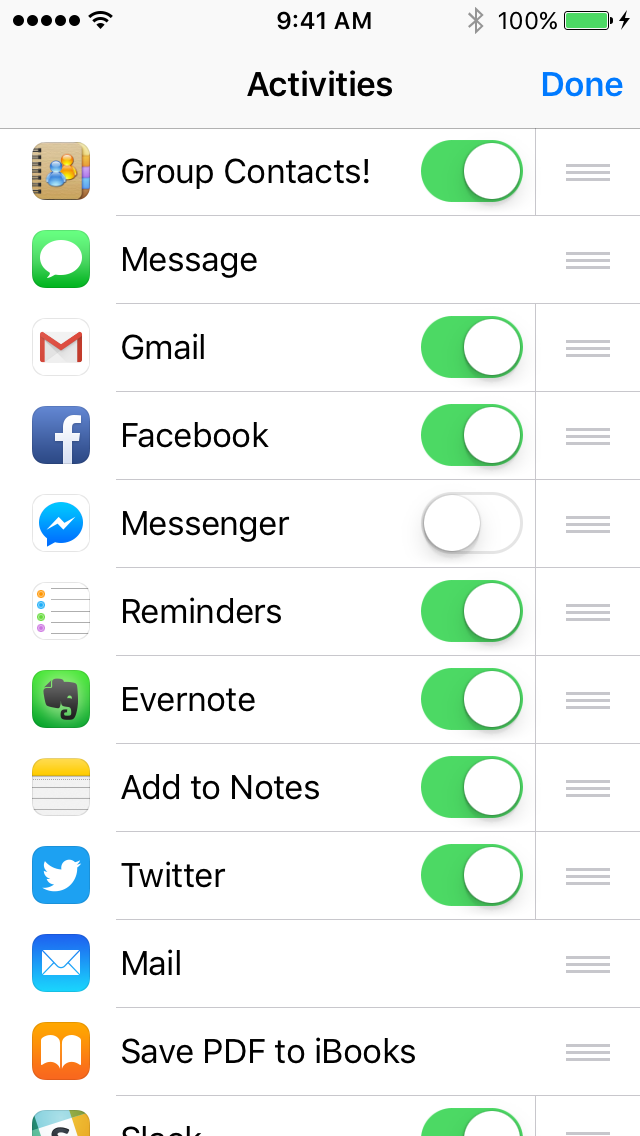 9:41 AM 100%
Activities Done
Group Contacts!
Message
Gmail
Facebook
Messenger
Reminders
Evernote
Add to Notes
Twitter
Mail
Save PDF to iBooks
Slack